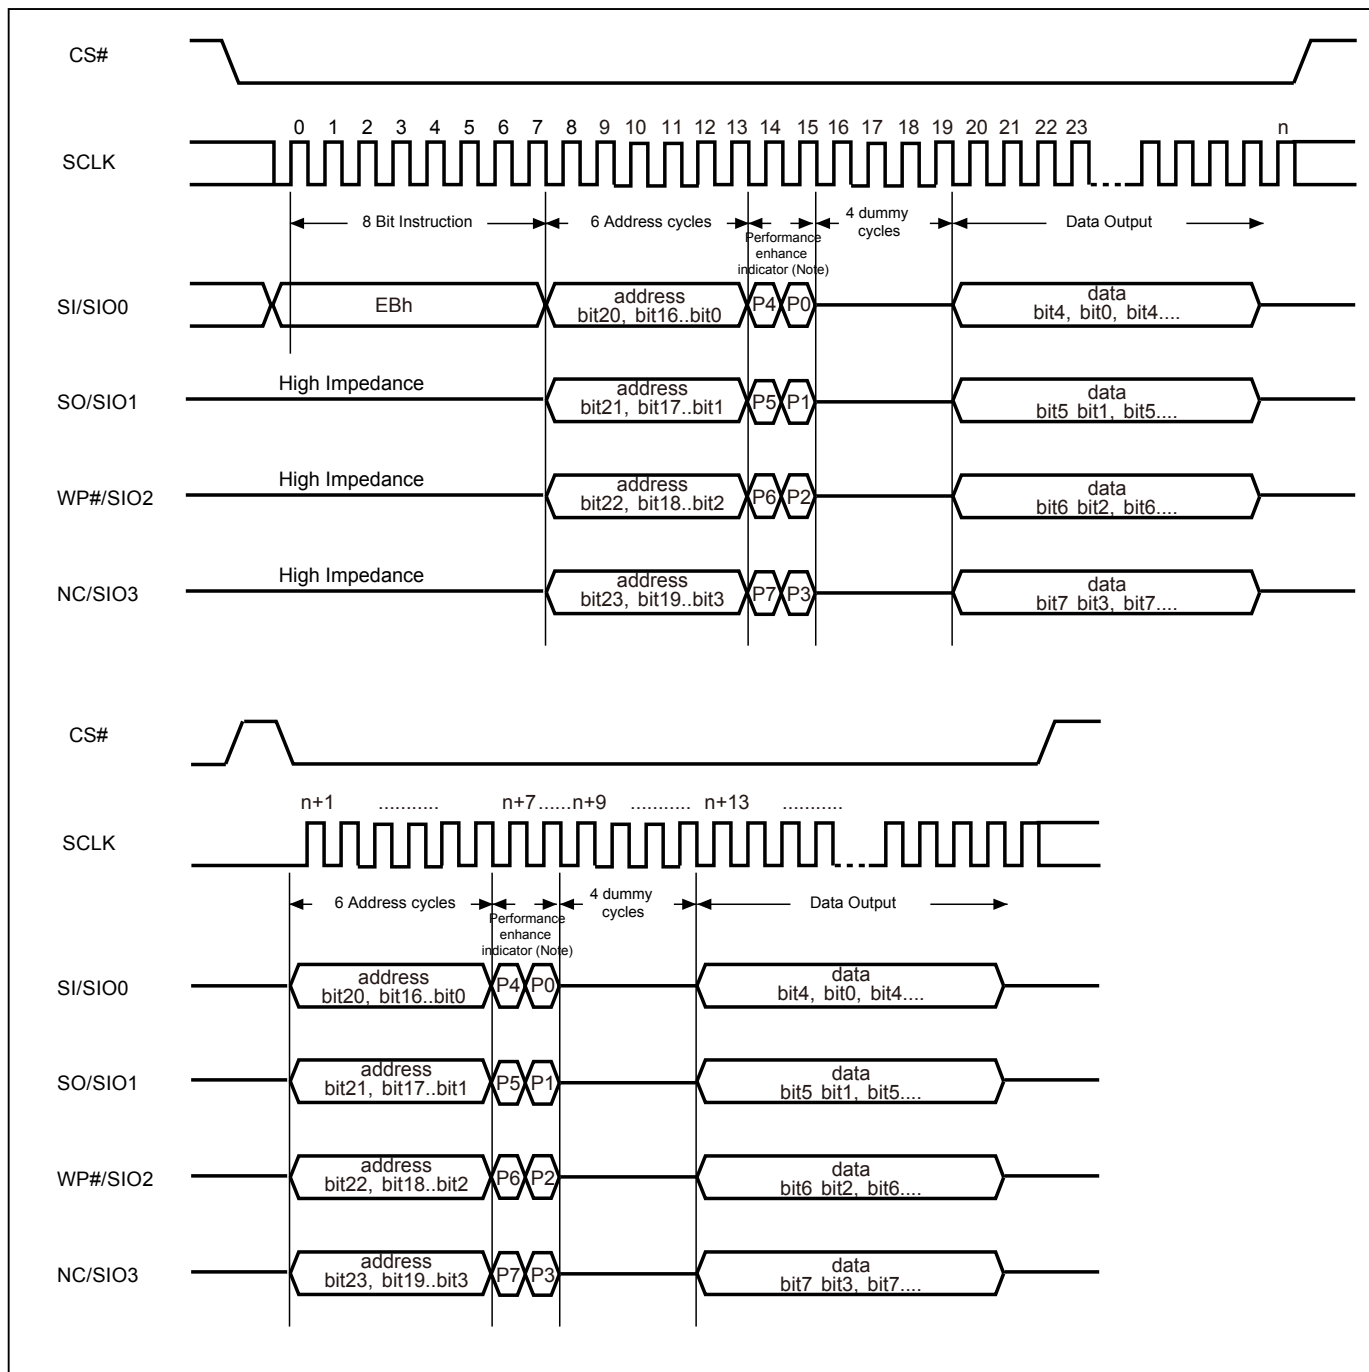 CS#
0 1 2 3 4 5 6 7 8 9 10 11 12 13 14 15 16 17 18 19 20 21 22 23 n
SCLK
8 Bit Instruction
6 Address cycles
Performance
enhance
indicator (Note)
4 dummy
cycles
Data Output
SI/SIO0
EBh
address
bit20, bit16..bit0
P4
P0
data
bit4, bit0, bit4....
SO/SIO1
High Impedance
address
bit21, bit17..bit1
P5
P1
data
bit5 bit1, bit5....
WP#/SIO2
High Impedance
address
bit22, bit18..bit2
P6
P2
data
bit6 bit2, bit6....
NC/SIO3
High Impedance
address
bit23, bit19..bit3
P7
P3
data
bit7 bit3, bit7....
CS#
n+1 ........... n+7......n+9 ........... n+13 ...........
SCLK
6 Address cycles
Performance
enhance
indicator (Note)
4 dummy
cycles
Data Output
SI/SIO0
address
bit20, bit16..bit0
P4
P0
data
bit4, bit0, bit4....
SO/SIO1
address
bit21, bit17..bit1
P5
P1
data
bit5 bit1, bit5....
WP#/SIO2
address
bit22, bit18..bit2
P6
P2
data
bit6 bit2, bit6....
NC/SIO3
address
bit23, bit19..bit3
P7
P3
data
bit7 bit3, bit7....